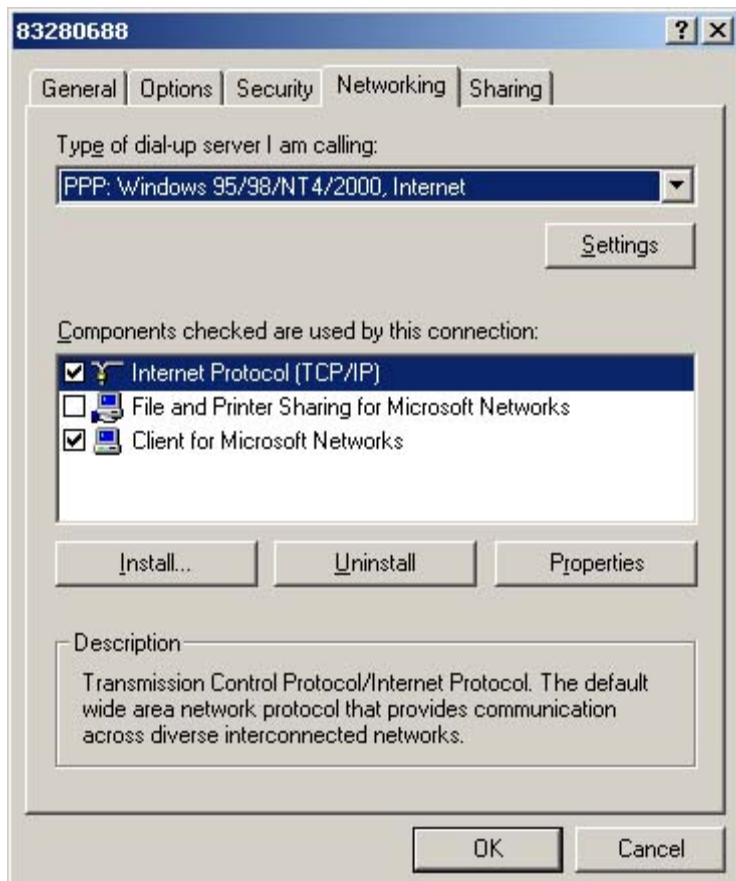 83280688
General Options Security Networking Sharing
Type of dial-up server I am calling:
PPP: Windows 95/98/NT4/2000, Internet
Settings
Components checked are used by this connection:
Internet Protocol (TCP/IP)
File and Printer Sharing for Microsoft Networks
Client for Microsoft Networks
Install... Uninstall Properties
Description
Transmission Control Protocol/Internet Protocol. The default
wide area network protocol that provides communication
across diverse interconnected networks.
OK Cancel